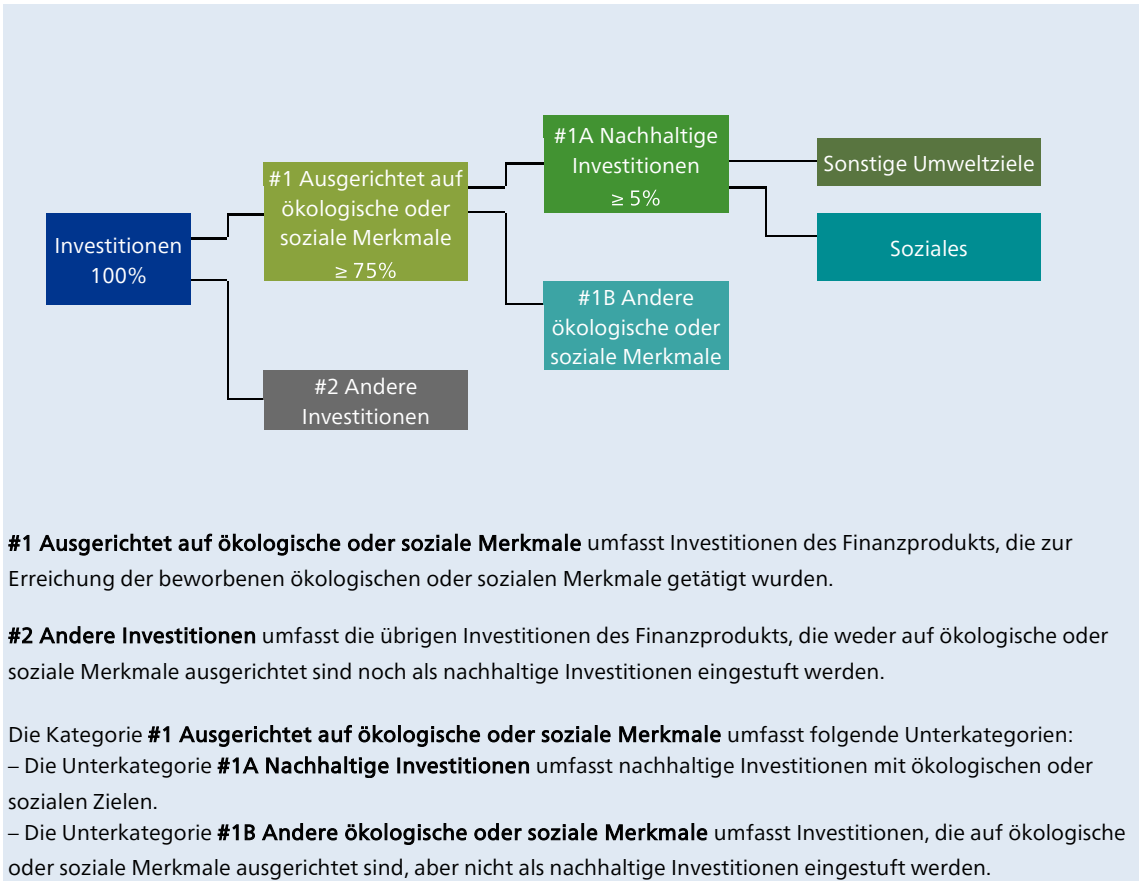 Investitionen
100%
#1 Ausgerichtet auf
ökologische oder
soziale Merkmale
≥ 75%
#2 Andere
Investitionen
#1A Nachhaltige
Investitionen
≥ 5%
#1B Andere
ökologische oder
soziale Merkmale
Sonstige Umweltziele
Soziales
#1 Ausgerichtet auf ökologische oder soziale Merkmale umfasst Investitionen des Finanzprodukts, die zur
Erreichung der beworbenen ökologischen oder sozialen Merkmale getätigt wurden.
#2 Andere Investitionen umfasst die übrigen Investitionen des Finanzprodukts, die weder auf ökologische oder
soziale Merkmale ausgerichtet sind noch als nachhaltige Investitionen eingestuft werden.
Die Kategorie #1 Ausgerichtet auf ökologische oder soziale Merkmale umfasst folgende Unterkategorien:
– Die Unterkategorie #1A Nachhaltige Investitionen umfasst nachhaltige Investitionen mit ökologischen oder
sozialen Zielen.
– Die Unterkategorie #1B Andere ökologische oder soziale Merkmale umfasst Investitionen, die auf ökologische
oder soziale Merkmale ausgerichtet sind, aber nicht als nachhaltige Investitionen eingestuft werden.